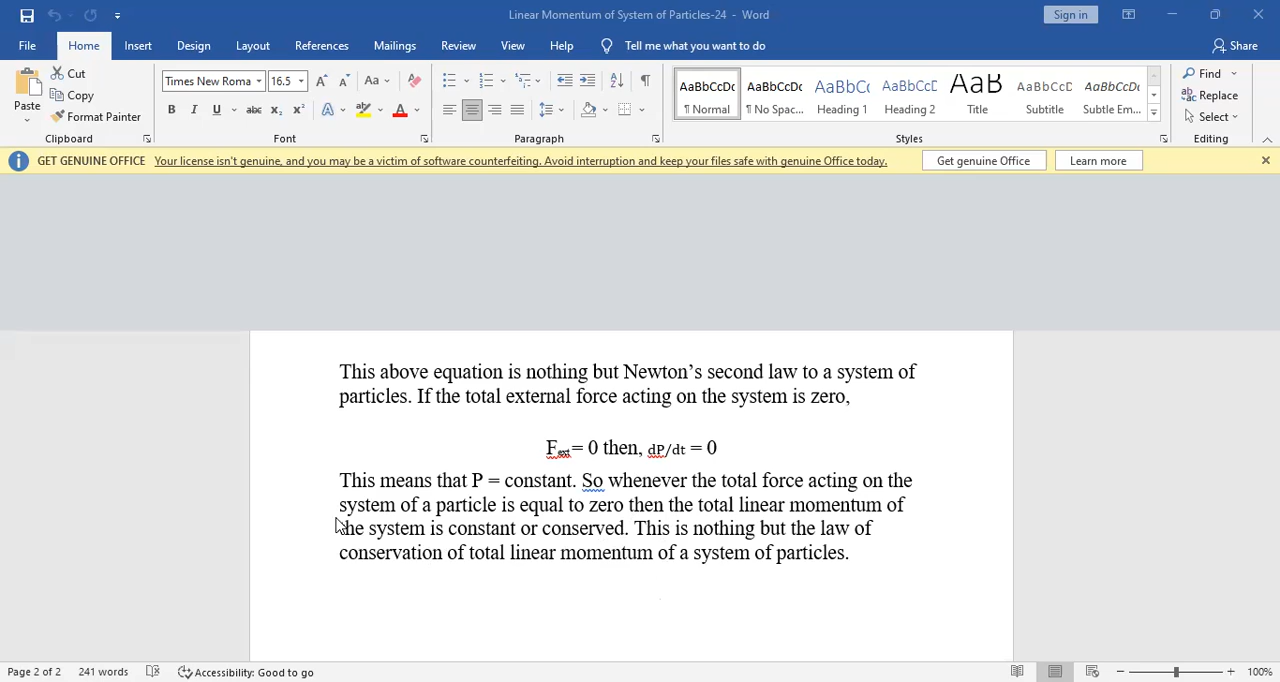 Linear Momentum of System of Particles-24 - Word
Sign in
File Home Insert Design Layout References Mailings Review View Help Tell me what you want to do Share
Paste
Cut
Copy
Format Painter
Clipboard
Times New Roma 16.5
Font
Paragraph
AaBbCcDc AaBbCcDc AaBbC AaBbCcD AaB AaBbCcD AaBbCcDc
¶ Normal ¶ No Spac... Heading 1 Heading 2 Title Subtitle Subtle Em...
Styles
Find
Replace
Select
Editing
GET GENUINE OFFICE Your license isn't genuine, and you may be a victim of software counterfeiting. Avoid interruption and keep your files safe with genuine Office today. Get genuine Office Learn more
This above equation is nothing but Newton’s second law to a system of
particles. If the total external force acting on the system is zero,
Fext= 0 then, dP/dt = 0
This means that P = constant. So whenever the total force acting on the
system of a particle is equal to zero then the total linear momentum of
the system is constant or conserved. This is nothing but the law of
conservation of total linear momentum of a system of particles.
Page 2 of 2 241 words Accessibility: Good to go 100%